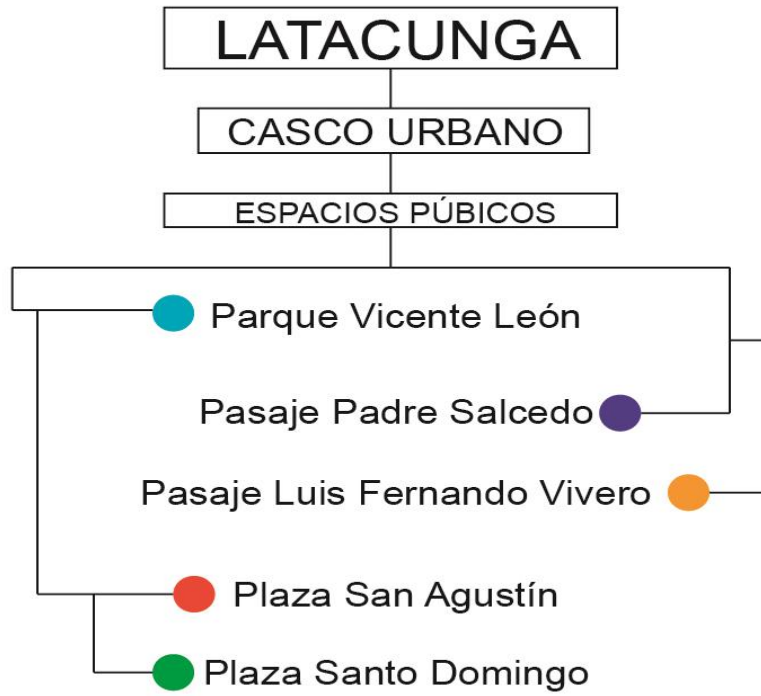 LATACUNGA
CASCO URBANO
ESPACIOS PÚBICOS
Parque Vicente León
Pasaje Padre Salcedo
Pasaje Luis Fernando Vivero
Plaza San Agustín
Plaza Santo Domingo